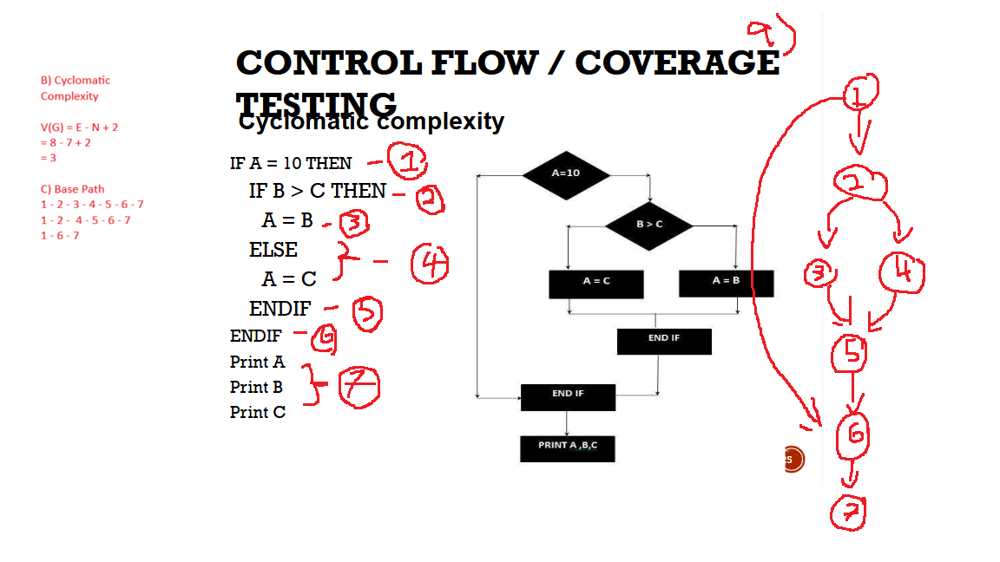 a)
CONTROL FLOW / COVERAGE
TESTING
Cyclomatic complexity
B) Cyclomatic
Complexity
V(G) = E - N + 2
= 8 - 7 + 2
= 3
C) Base Path
1 - 2 - 3 - 4 - 5 - 6 - 7
1 - 2 - 4 - 5 - 6 - 7
1 - 6 - 7
IF A = 10 THEN - 1
IF B > C THEN - 2
A = B - 3
ELSE
A = C } - 4
ENDIF - 5
ENDIF - 6
Print A
Print B } - 7
Print C
A=10
B > C
A = C
A = B
END IF
END IF
PRINT A ,B,C
1
2
3 4
5
6
7